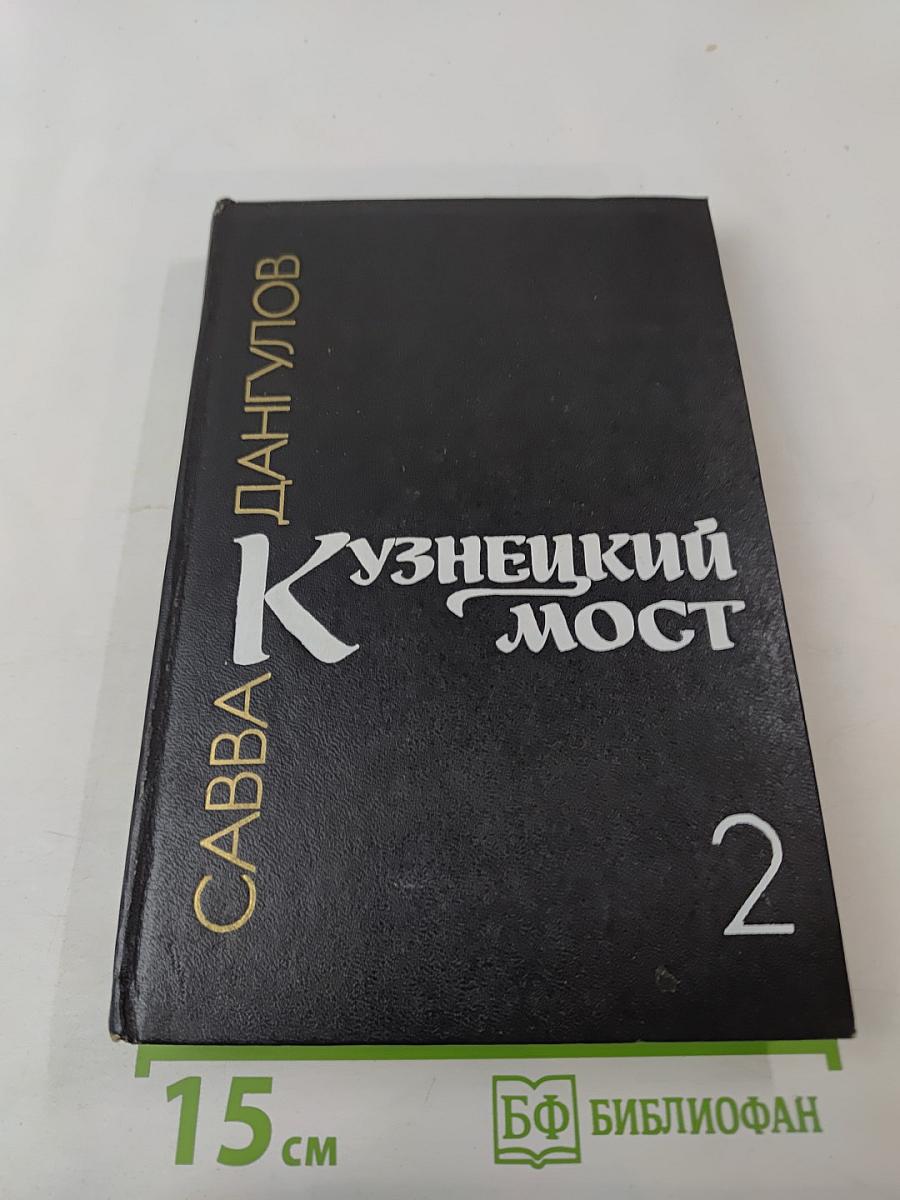 САВВА ДАНГУЛОВ
КУЗНЕЦКИЙ
МОСТ
2
15 СМ
БФ БИБЛИОФАН